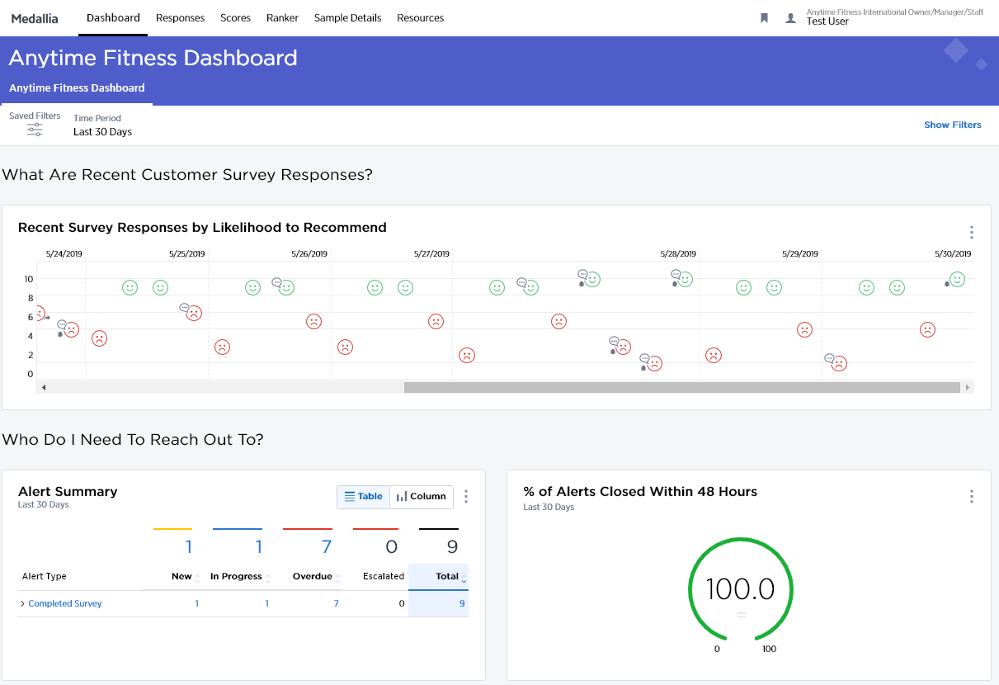 Medallia Dashboard Responses Scores Ranker Sample Details Resources
Anytime Fitness International Owner/Manager/Staff
Test User
Anytime Fitness Dashboard
Anytime Fitness Dashboard
Saved Filters
Time Period
Last 30 Days
Show Filters
What Are Recent Customer Survey Responses?
Recent Survey Responses by Likelihood to Recommend
5/24/2019 5/25/2019 5/26/2019 5/27/2019 5/28/2019 5/29/2019 5/30/2019
10
8
6
4
2
0
Who Do I Need To Reach Out To?
Alert Summary
Last 30 Days
Table Column
1 1 7 0 9
Alert Type New In Progress Overdue Escalated Total
Completed Survey 1 1 7 0 9
% of Alerts Closed Within 48 Hours
Last 30 Days
100.0
=
0 100